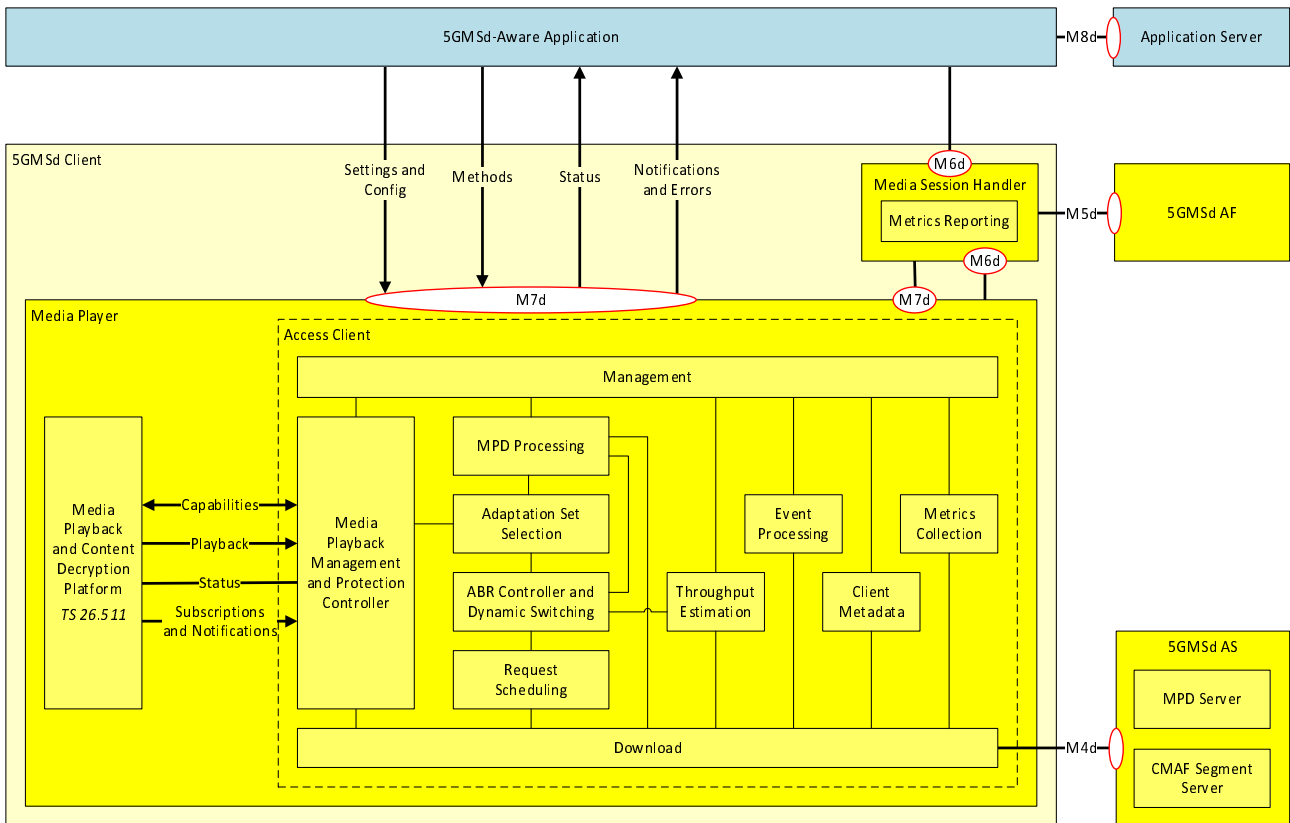 5GMSd-Aware Application
M8d
Application Server
5GMSd Client
Settings and
Config
Methods
Status
Notifications
and Errors
M6d
Media Session Handler
Metrics Reporting
M5d
5GMSd AF
M6d
M7d
M7d
Media Player
Access Client
Management
Media
Playback
and Content
Decryption
Platform
TS 26.511
Capabilities
Playback
Status
Subscriptions
and Notifications
Media
Playback
Management
and Protection
Controller
MPD Processing
Adaptation Set
Selection
ABR Controller and
Dynamic Switching
Request
Scheduling
Throughput
Estimation
Event
Processing
Client
Metadata
Metrics
Collection
Download
M4d
5GMSd AS
MPD Server
CMAF Segment
Server